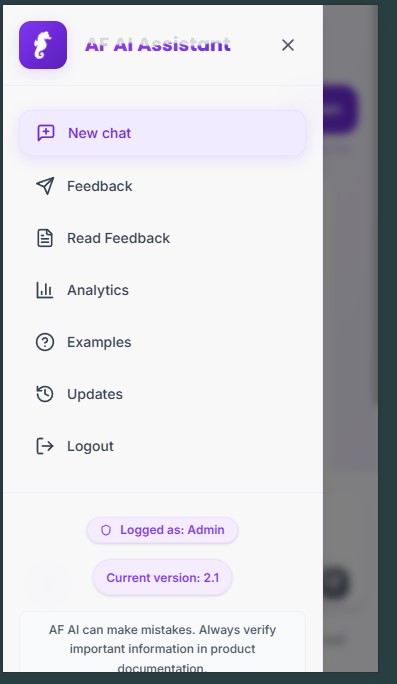 AF AI Assistant
New chat
Feedback
Read Feedback
Analytics
Examples
Updates
Logout
Logged as: Admin
Current version: 2.1
AF AI can make mistakes. Always verify
important information in product
documentation.